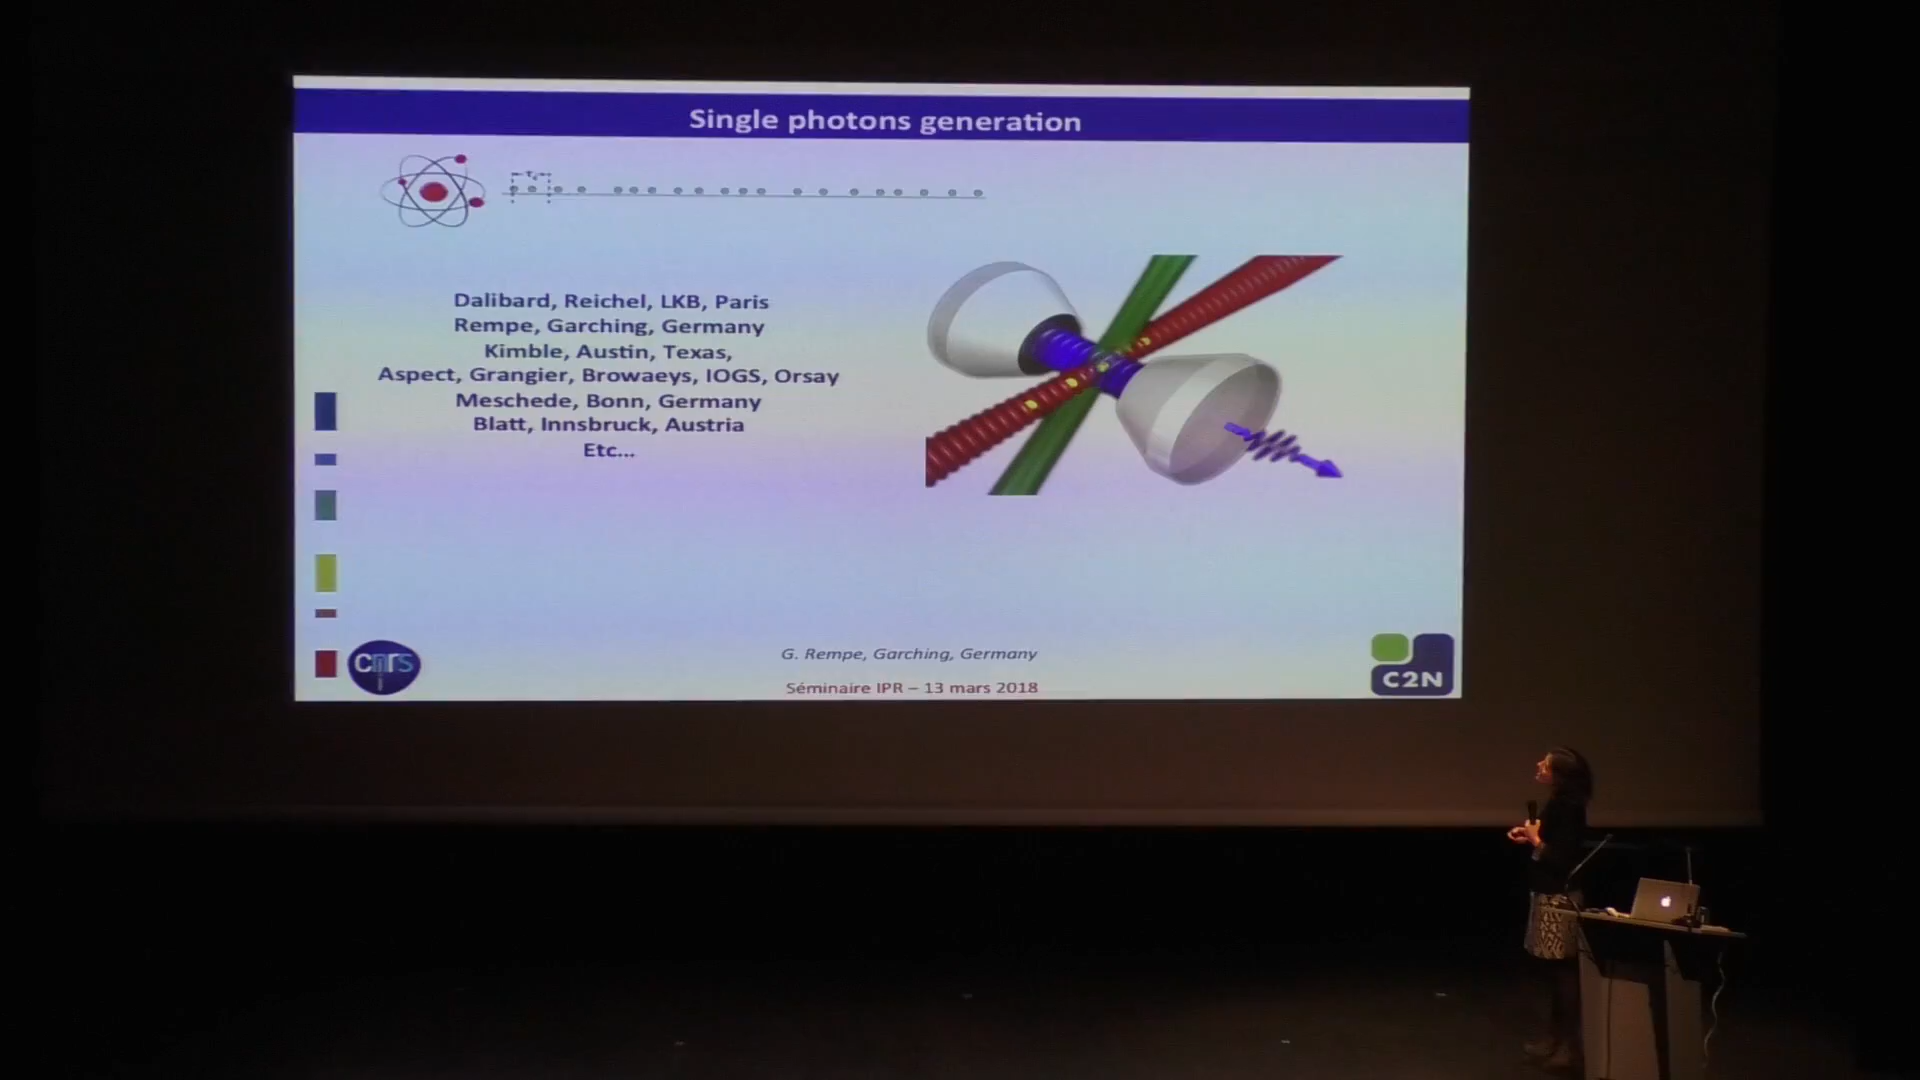 Single photons generation
Dalibard, Reichel, LKB, Paris
Rempe, Garching, Germany
Kimble, Austin, Texas,
Aspect, Grangier, Browaeys, IOGS, Orsay
Meschede, Bonn, Germany
Blatt, Innsbruck, Austria
Etc...
G. Rempe, Garching, Germany
Séminaire IPR – 13 mars 2018
cnrs
C2N